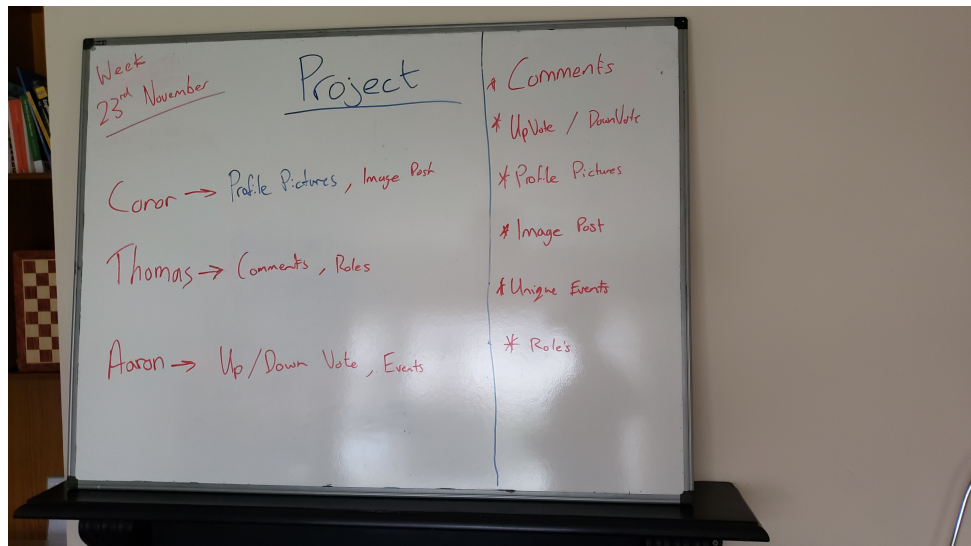 Week
23rd November
Project
Conor → Profile Pictures, Image Post
Thomas → Comments, Roles
Aaron → Up/Down Vote, Events
* Comments
* UpVote / DownVote
* Profile Pictures
* Image Post
* Unique Events
* Role's